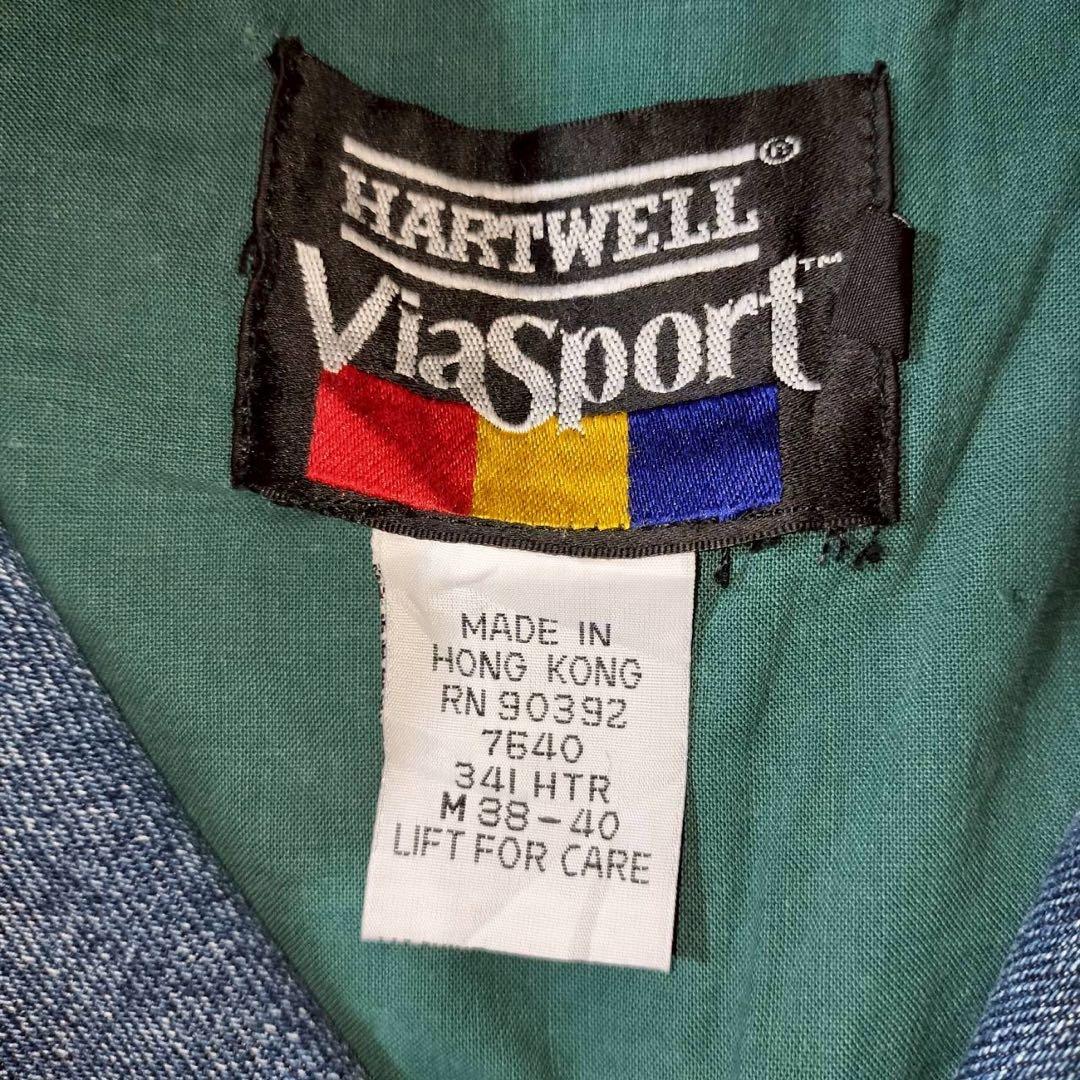 HARTWELL®
ViaSport™
MADE IN
HONG KONG
RN 90392
7640
341 HTR
M 38-40
LIFT FOR CARE